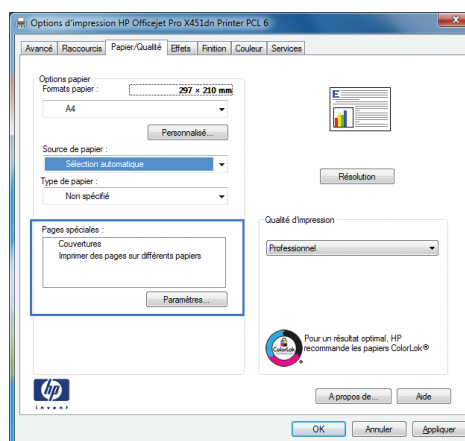 Options d'impression HP Officejet Pro X451dn Printer PCL 6
Avancé Raccourcis Papier/Qualité Effets Finition Couleur Services
Options papier
Formats papier :
297 × 210 mm
A4
Personnalisé...
Source de papier :
Sélection automatique
Type de papier :
Non spécifié
Pages spéciales :
Couvertures
Imprimer des pages sur différents papiers
Paramètres...
E
Résolution
Qualité d'impression
Professionnel
ColorLok
Pour un résultat optimal, HP
recommande les papiers ColorLok®
hp
invent
A propos de...
Aide
OK
Annuler
Appliquer